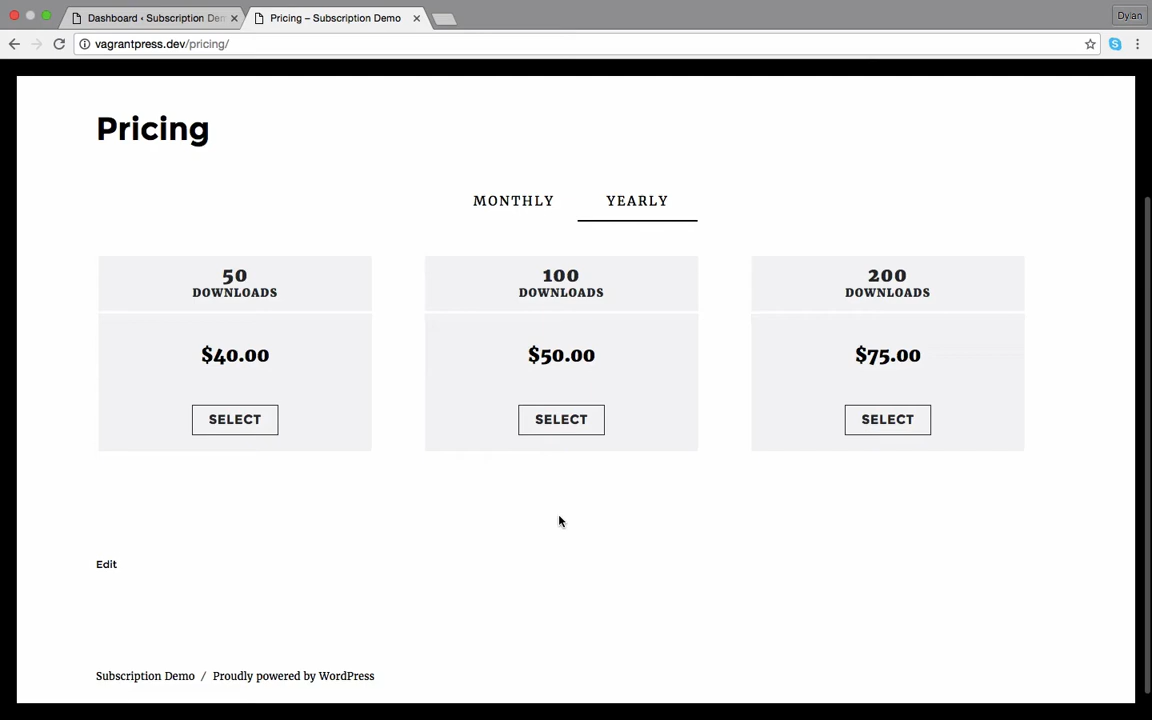 Dashboard ‹ Subscription Den
Pricing – Subscription Demo
Dylan
vagrantpress.dev/pricing/
Pricing
MONTHLY YEARLY
50
DOWNLOADS
$40.00
SELECT
100
DOWNLOADS
$50.00
SELECT
200
DOWNLOADS
$75.00
SELECT
Edit
Subscription Demo / Proudly powered by WordPress